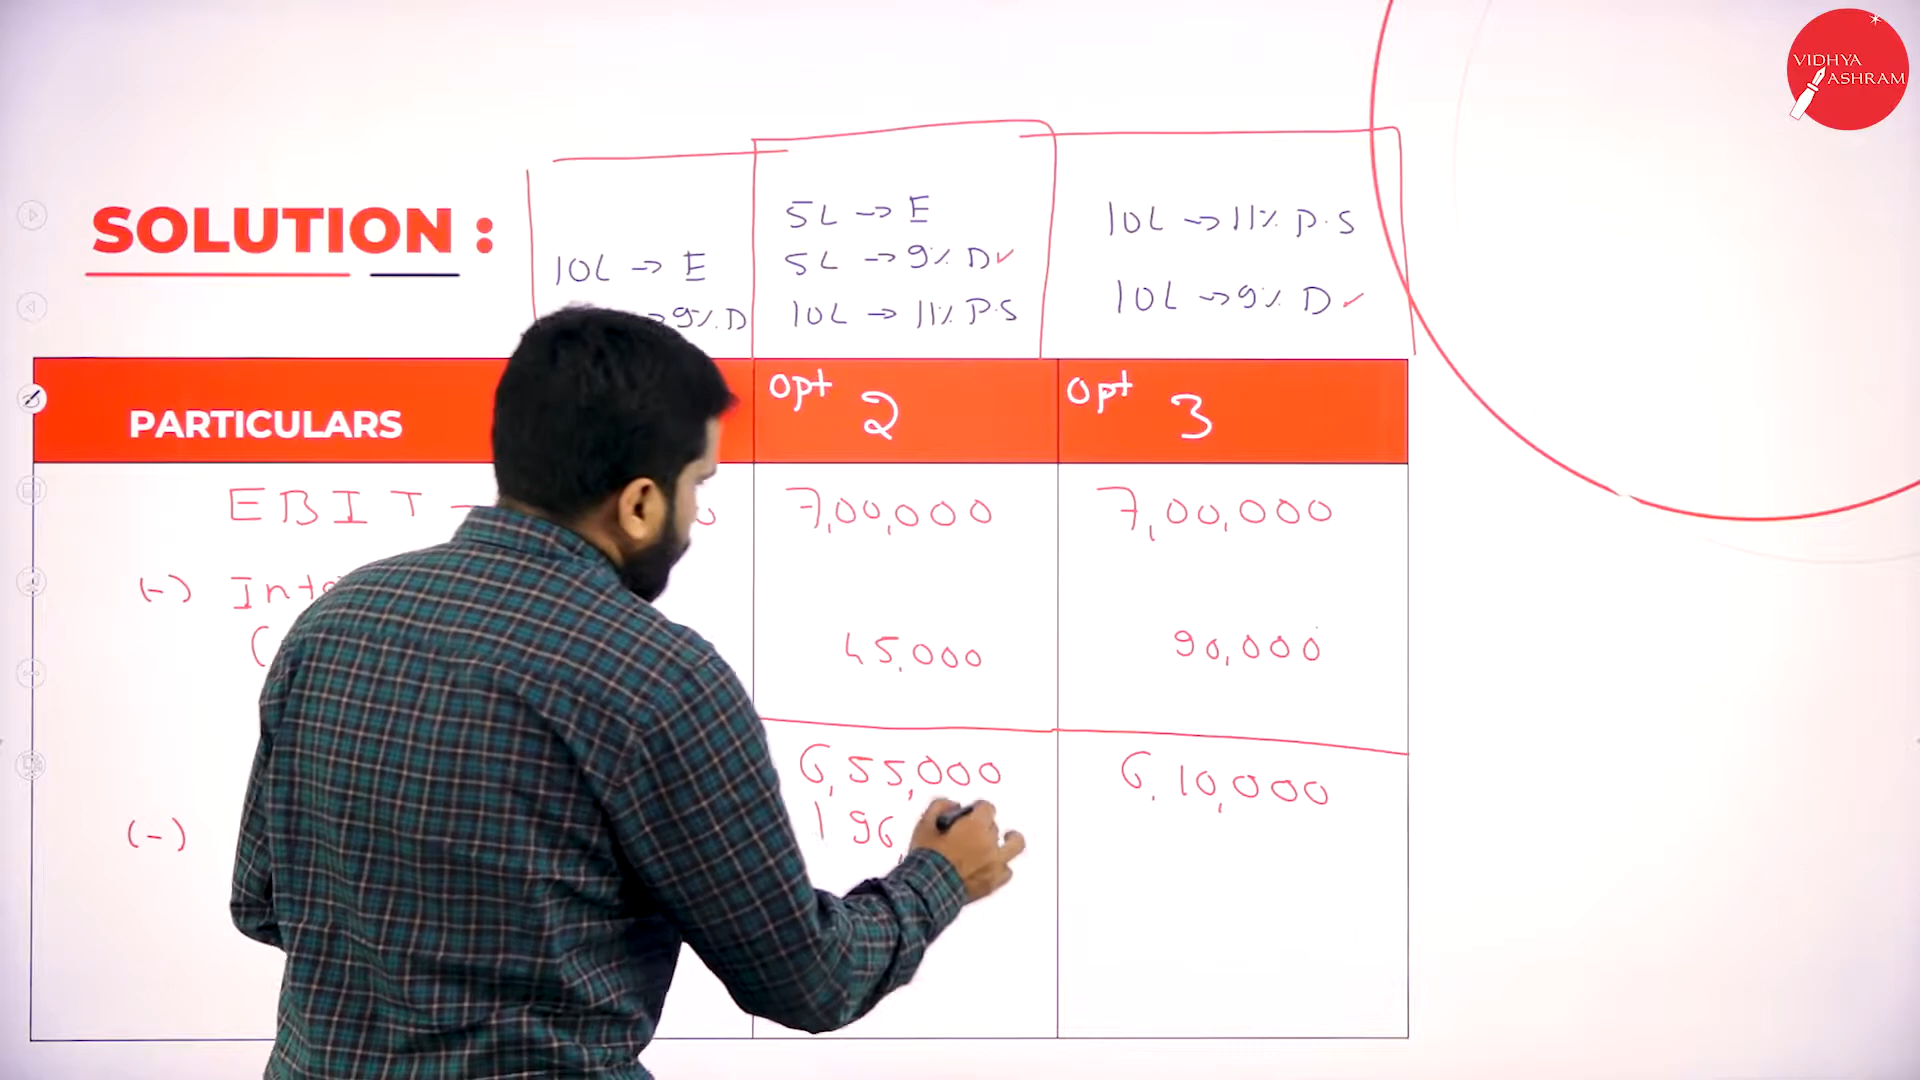 VIDHYA
ASHRAM
SOLUTION :
10L → E
→ 9% D
5L → E
5L → 9% D ✓
10L → 11% P.S
10L → 11% P.S
10L → 9% D ✓
PARTICULARS
Opt 2
Opt 3
EBIT
7,00,000
7,00,000
(-)
45,000
90,000
6,55,000
6,10,000
(-)
196,